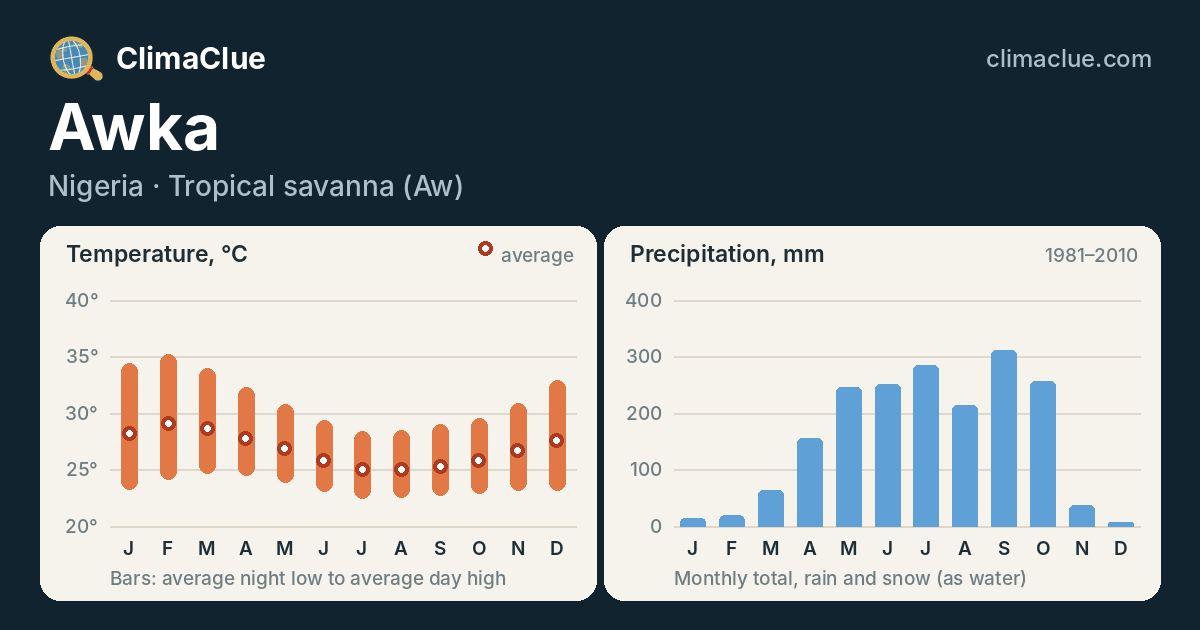 ClimaClue
climaclue.com
Awka
Nigeria · Tropical savanna (Aw)
Temperature, °C
average
40°
35°
30°
25°
20°
J F M A M J J A S O N D
Bars: average night low to average day high
Precipitation, mm
1981–2010
400
300
200
100
0
J F M A M J J A S O N D
Monthly total, rain and snow (as water)